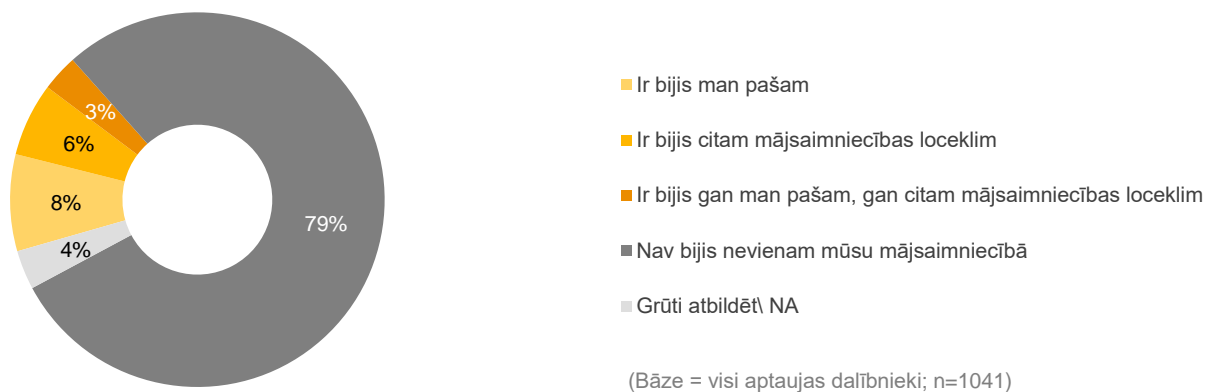 3%
6%
8%
4%
79%
Ir bijis man pašam
Ir bijis citam mājsaimniecības loceklim
Ir bijis gan man pašam, gan citam mājsaimniecības loceklim
Nav bijis nevienam mūsu mājsaimniecībā
Grūti atbildēt\ NA
(Bāze = visi aptaujas dalībnieki; n=1041)